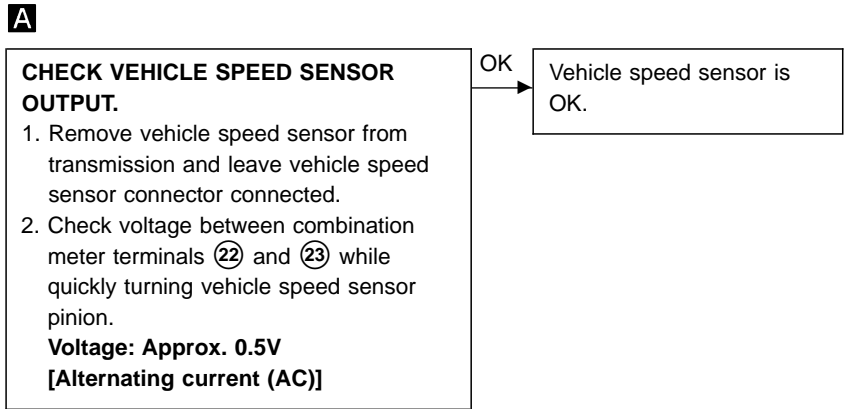 A
CHECK VEHICLE SPEED SENSOR
OUTPUT.
1. Remove vehicle speed sensor from
transmission and leave vehicle speed
sensor connector connected.
2. Check voltage between combination
meter terminals ㉒ and ㉓ while
quickly turning vehicle speed sensor
pinion.
Voltage: Approx. 0.5V
[Alternating current (AC)]
OK
Vehicle speed sensor is
OK.